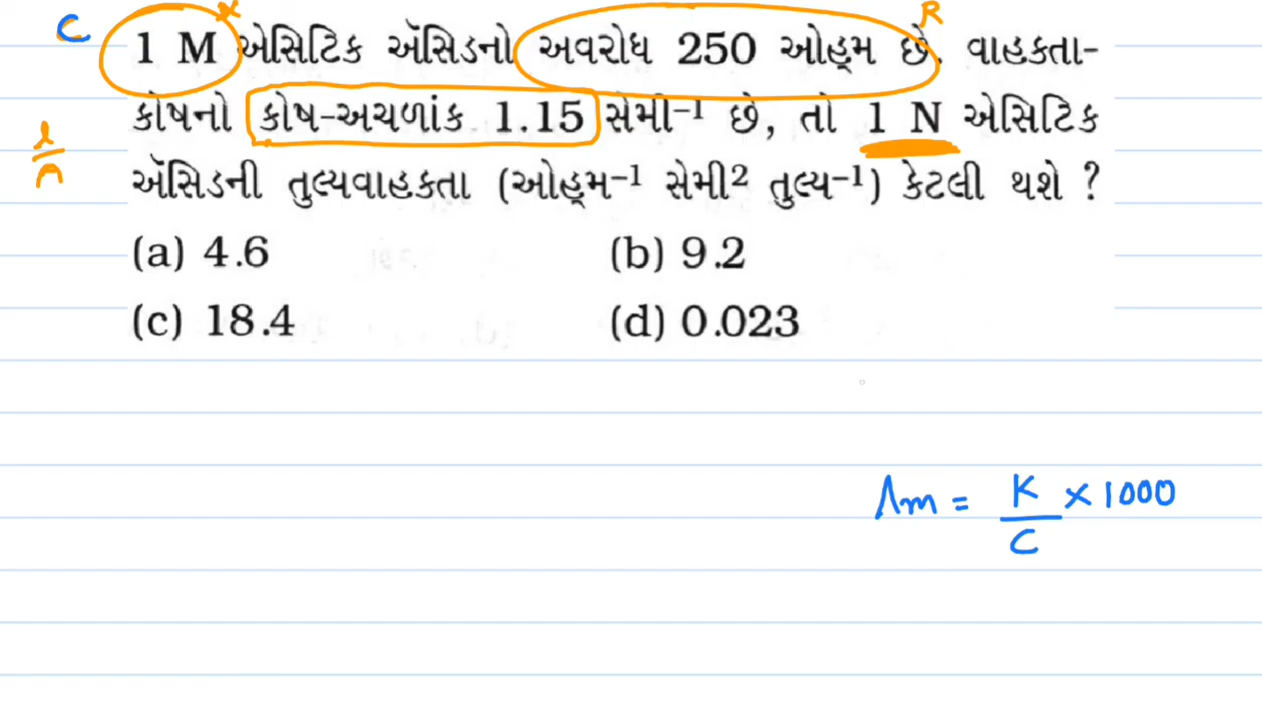 C x R
1 M એસિટિક ઍસિડનો અવરોધ 250 ઓહ્મ છે. વાહકતા-
કોષનો કોષ-અચળાંક 1.15 સેમી⁻¹ છે, તો 1 N એસિટિક
l/A
ઍસિડની તુલ્યવાહકતા (ઓહ્મ⁻¹ સેમી² તુલ્ય⁻¹) કેટલી થશે ?
(a) 4.6 (b) 9.2
(c) 18.4 (d) 0.023
Λm = K/C x 1000